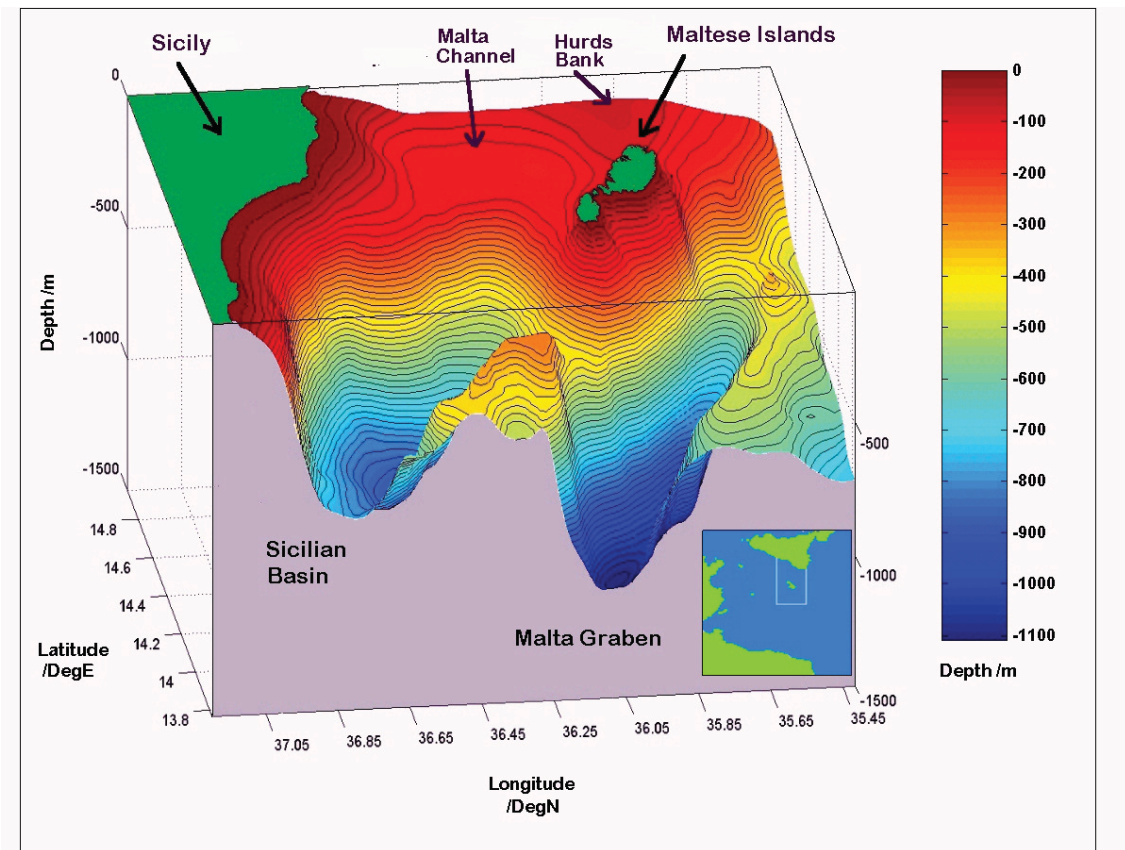 Sicily
Malta
Channel
Hurds
Bank
Maltese Islands
0
-500
-1000
-1500
Depth /m
14.8
14.6
14.4
14.2
14
13.8
Latitude
/DegE
37.05
36.85
36.65
36.45
36.25
36.05
35.85
35.65
35.45
Longitude
/DegN
-500
-1000
-1500
Sicilian
Basin
Malta Graben
0
-100
-200
-300
-400
-500
-600
-700
-800
-900
-1000
-1100
Depth /m